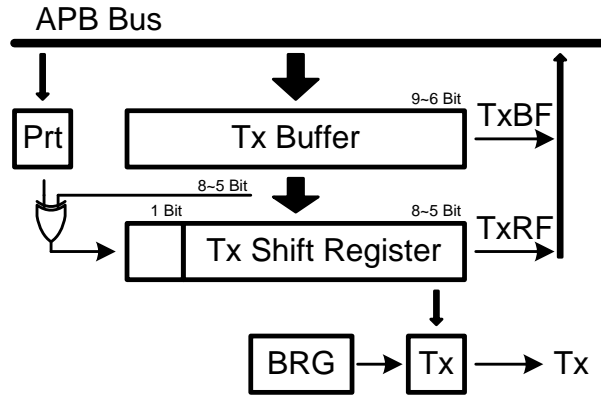 APB Bus
9~6 Bit
Prt
Tx Buffer
TxBF
8~5 Bit
1 Bit
8~5 Bit
TxRF
Tx Shift Register
BRG
Tx
Tx